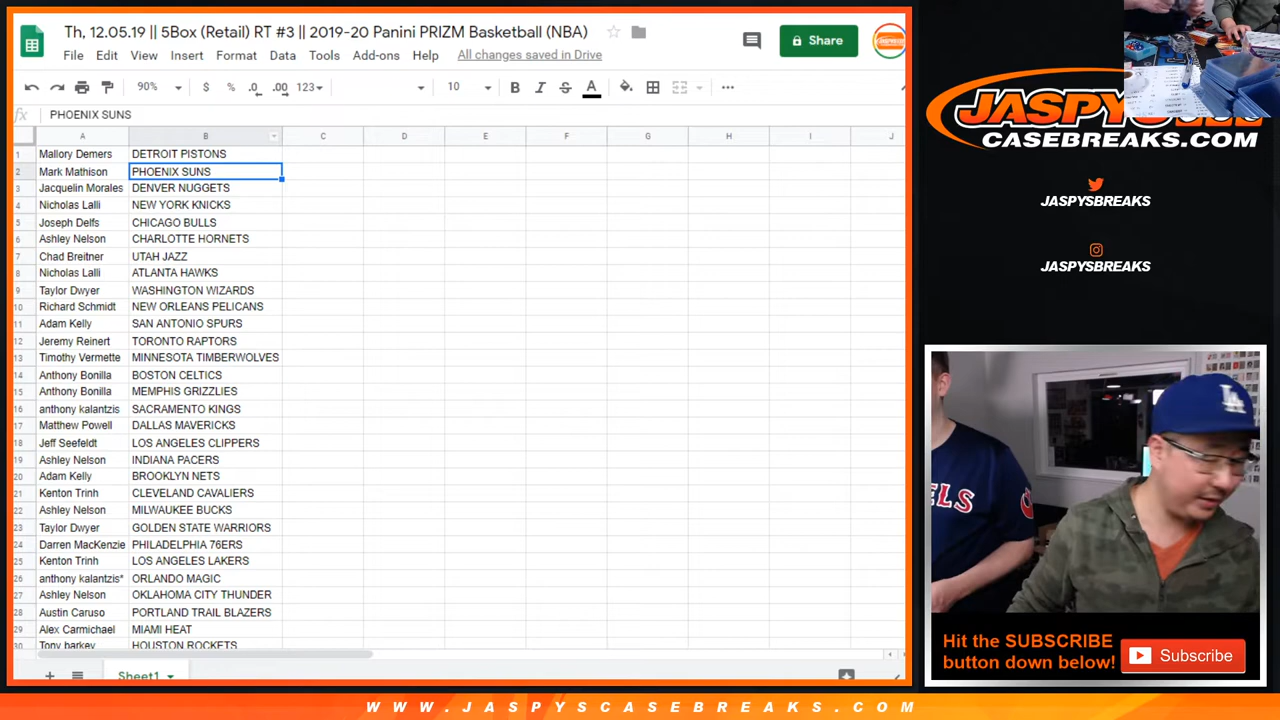 Th, 12.05.19 || 5Box (Retail) RT #3 || 2019-20 Panini PRIZM Basketball (NBA)
Share
File Edit View Insert Format Data Tools Add-ons Help All changes saved in Drive
90% $ % .0 .00 123 10 B I S A
fx PHOENIX SUNS
A B C D E F G H I J
1 Mallory Demers DETROIT PISTONS
2 Mark Mathison PHOENIX SUNS
3 Jacquelin Morales DENVER NUGGETS
4 Nicholas Lalli NEW YORK KNICKS
5 Joseph Delfs CHICAGO BULLS
6 Ashley Nelson CHARLOTTE HORNETS
7 Chad Breitner UTAH JAZZ
8 Nicholas Lalli ATLANTA HAWKS
9 Taylor Dwyer WASHINGTON WIZARDS
10 Richard Schmidt NEW ORLEANS PELICANS
11 Adam Kelly SAN ANTONIO SPURS
12 Jeremy Reinert TORONTO RAPTORS
13 Timothy Vermette MINNESOTA TIMBERWOLVES
14 Anthony Bonilla BOSTON CELTICS
15 Anthony Bonilla MEMPHIS GRIZZLIES
16 anthony kalantzis SACRAMENTO KINGS
17 Matthew Powell DALLAS MAVERICKS
18 Jeff Seefeldt LOS ANGELES CLIPPERS
19 Ashley Nelson INDIANA PACERS
20 Adam Kelly BROOKLYN NETS
21 Kenton Trinh CLEVELAND CAVALIERS
22 Ashley Nelson MILWAUKEE BUCKS
23 Taylor Dwyer GOLDEN STATE WARRIORS
24 Darren MacKenzie PHILADELPHIA 76ERS
25 Kenton Trinh LOS ANGELES LAKERS
26 anthony kalantzis* ORLANDO MAGIC
27 Ashley Nelson OKLAHOMA CITY THUNDER
28 Austin Caruso PORTLAND TRAIL BLAZERS
29 Alex Carmichael MIAMI HEAT
30 Tony barkey HOUSTON ROCKETS
Sheet1
CASEBREAKS.COM
JASPYSBREAKS
JASPYSBREAKS
ELS
LA
Hit the SUBSCRIBE
button down below!
Subscribe
WWW.JASPYSCASEBREAKS.COM